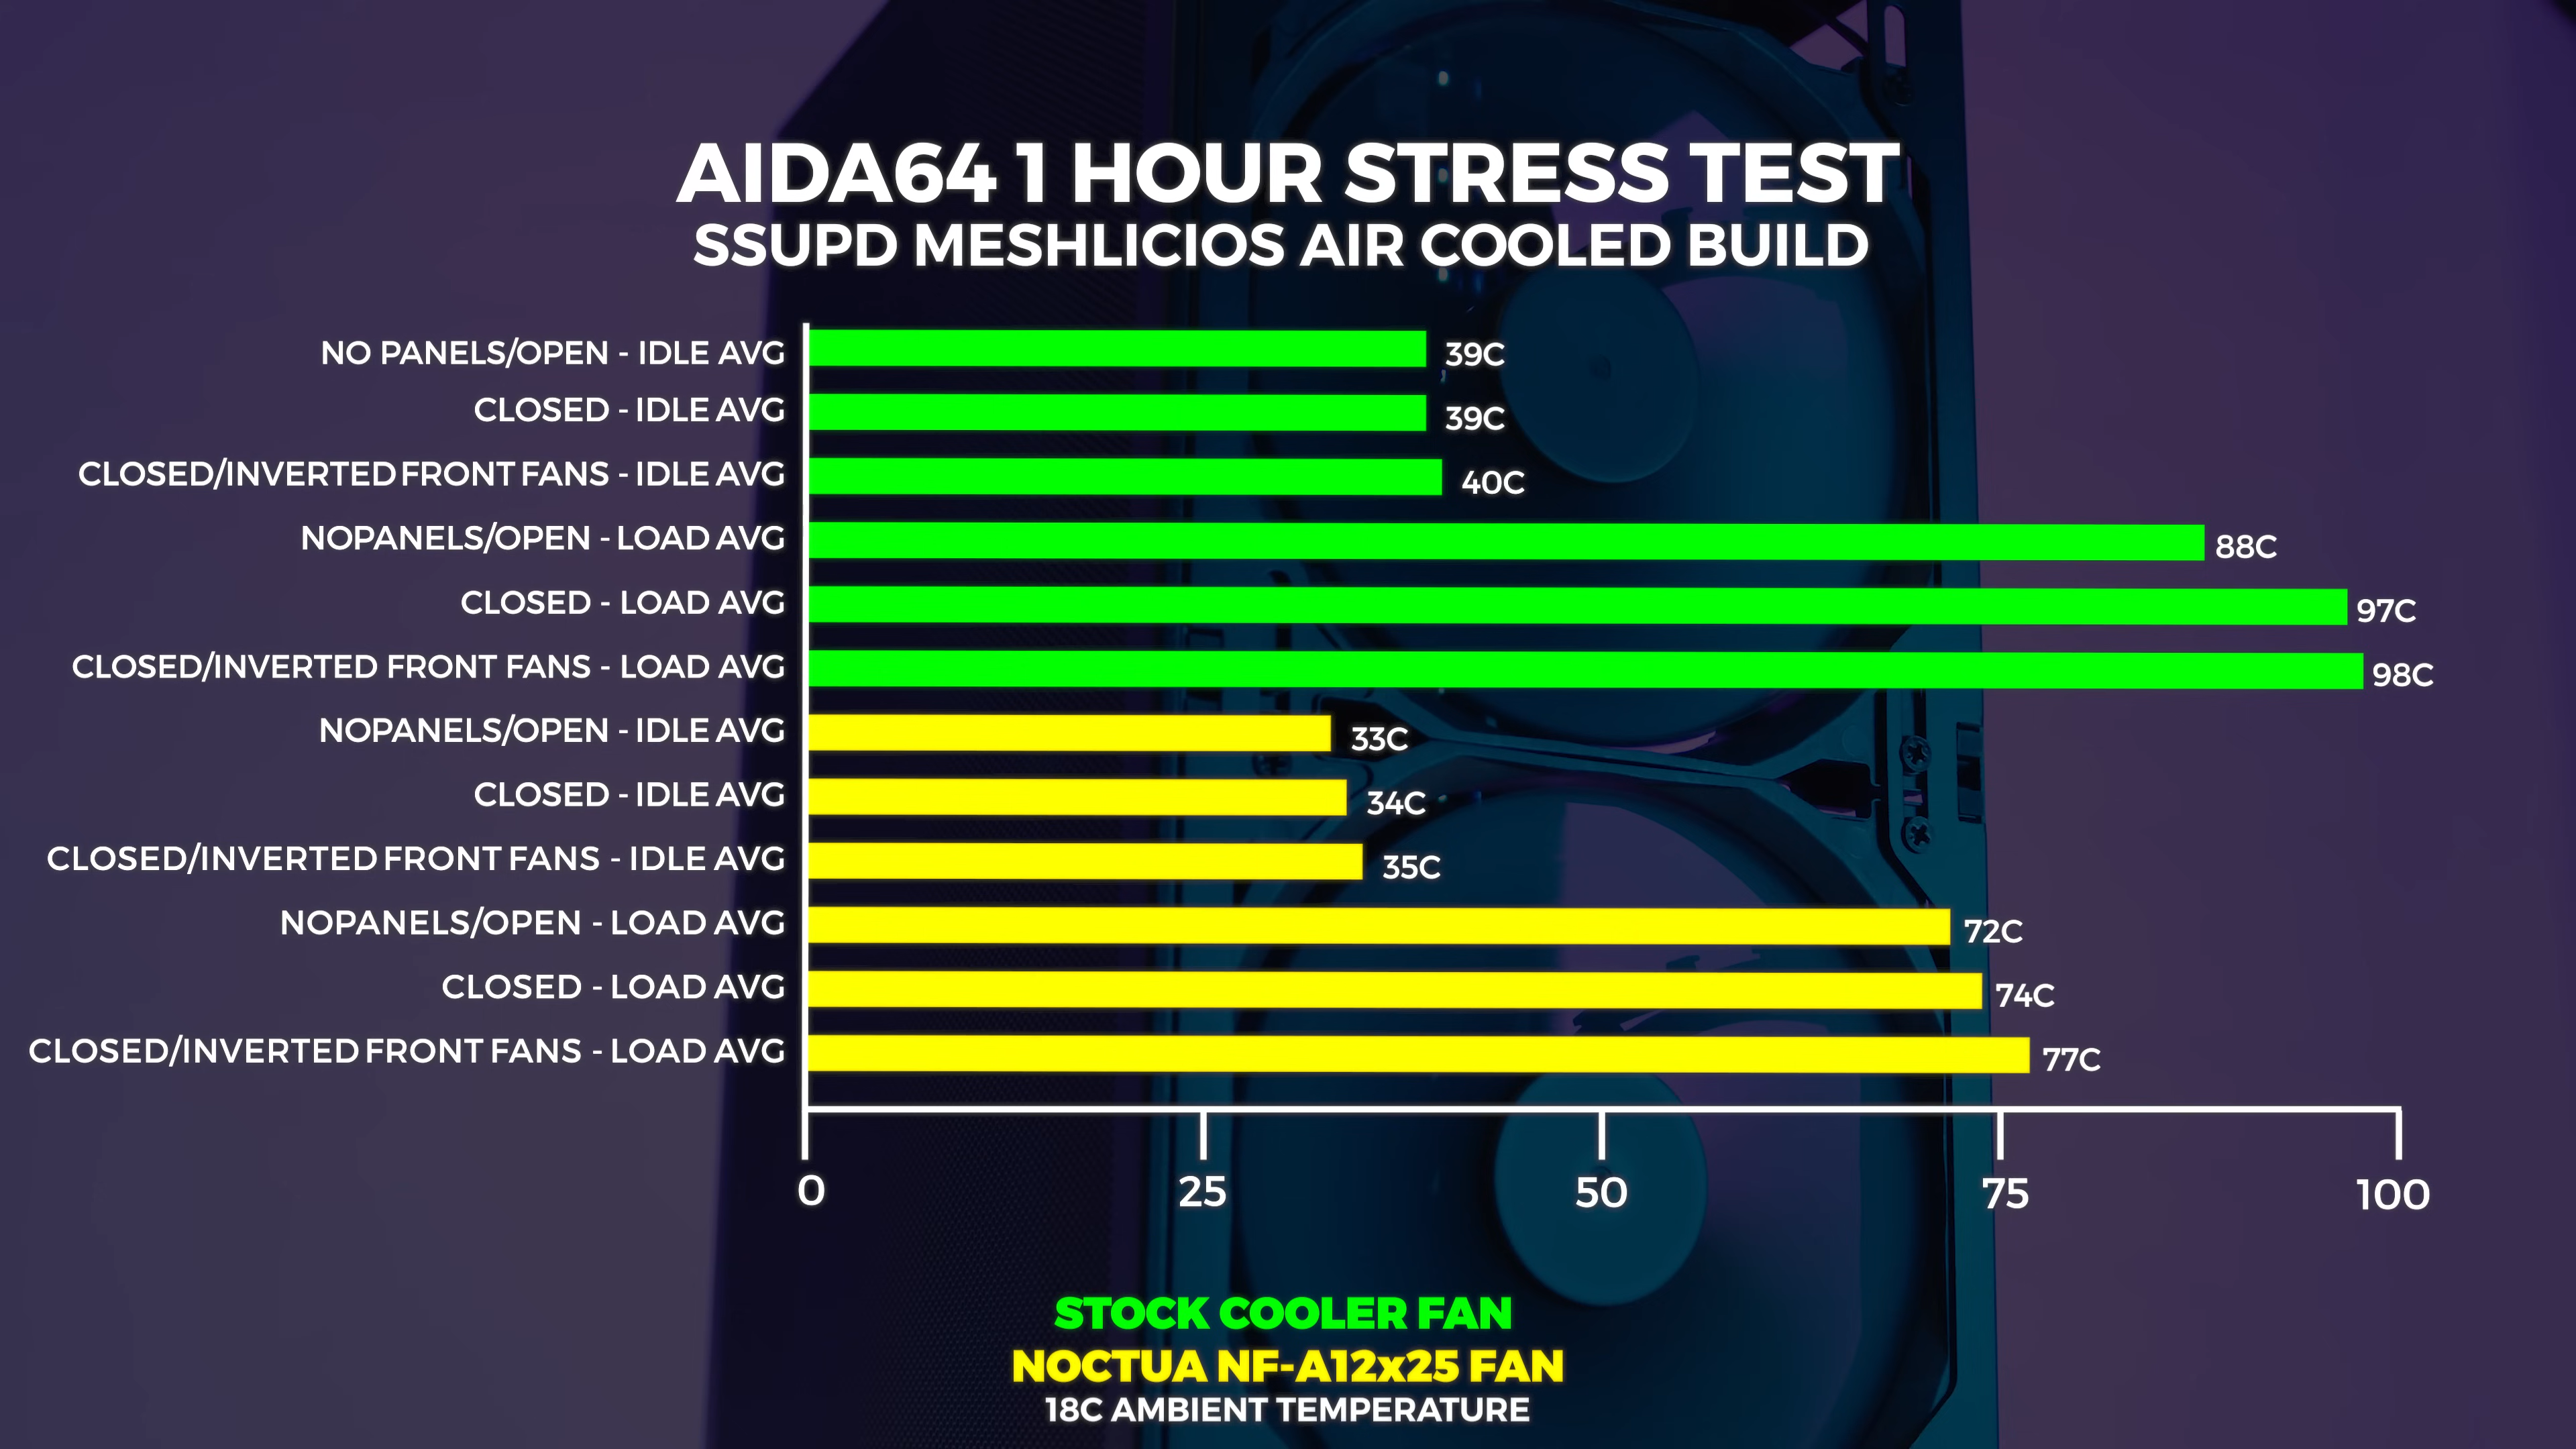 AIDA64 1 HOUR STRESS TEST
SSUPD MESHLICIOS AIR COOLED BUILD
NO PANELS/OPEN - IDLE AVG 39C
CLOSED - IDLE AVG 39C
CLOSED/INVERTED FRONT FANS - IDLE AVG 40C
NOPANELS/OPEN - LOAD AVG 88C
CLOSED - LOAD AVG 97C
CLOSED/INVERTED FRONT FANS - LOAD AVG 98C
NOPANELS/OPEN - IDLE AVG 33C
CLOSED - IDLE AVG 34C
CLOSED/INVERTED FRONT FANS - IDLE AVG 35C
NOPANELS/OPEN - LOAD AVG 72C
CLOSED - LOAD AVG 74C
CLOSED/INVERTED FRONT FANS - LOAD AVG 77C
0 25 50 75 100
STOCK COOLER FAN
NOCTUA NF-A12x25 FAN
18C AMBIENT TEMPERATURE